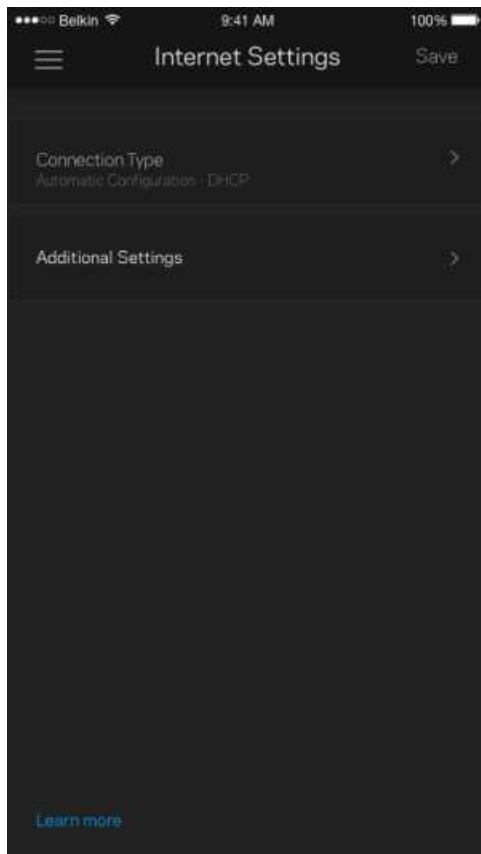 Belkin 9:41 AM 100%
Internet Settings Save
Connection Type
Automatic Configuration - DHCP
Additional Settings
Learn more